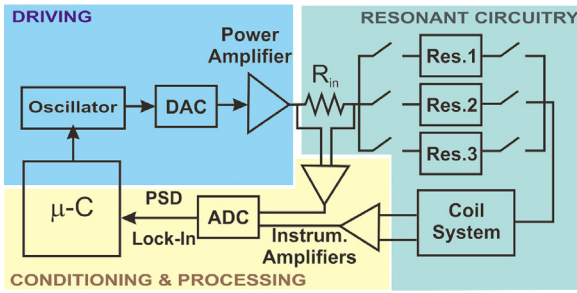 DRIVING
RESONANT CIRCUITRY
Power
Amplifier
Rin
Res.1
Oscillator
DAC
Res.2
Res.3
μ-C
PSD
Lock-In
ADC
Instrum.
Amplifiers
Coil
System
CONDITIONING & PROCESSING